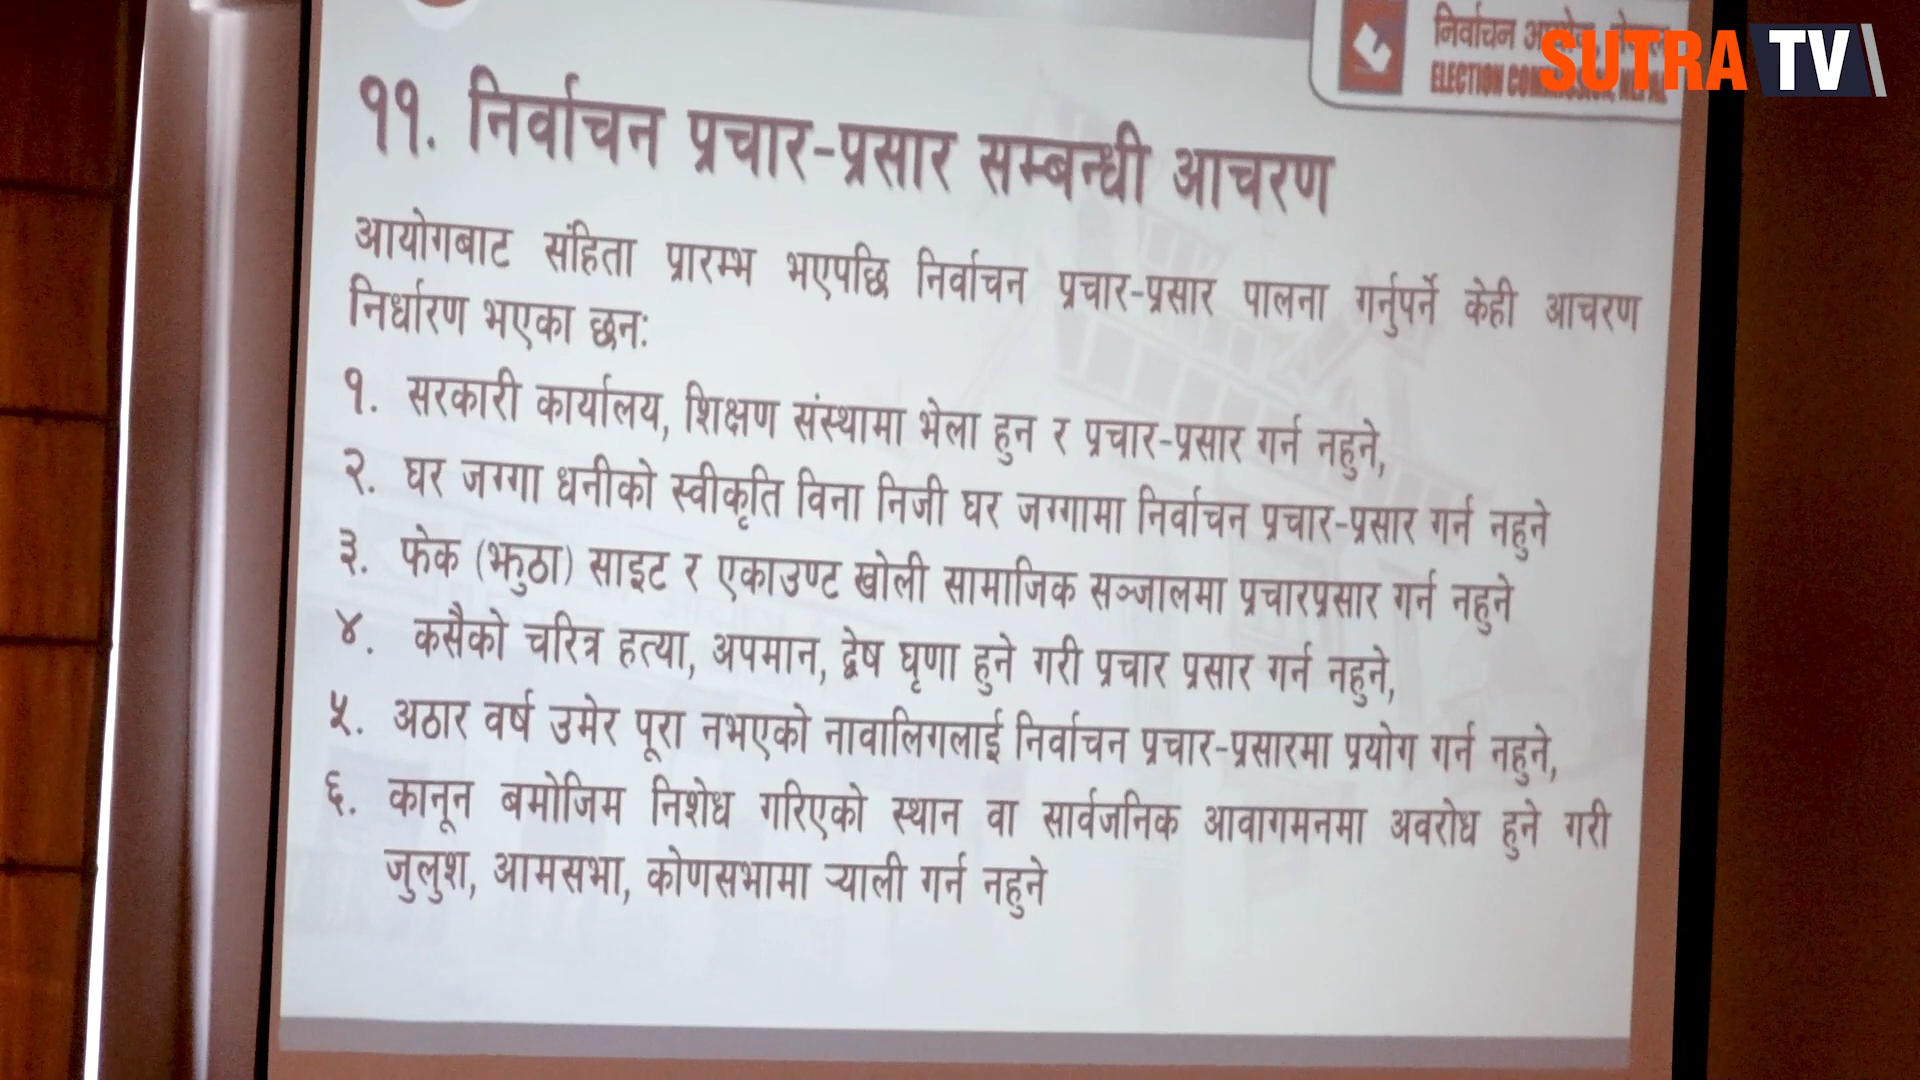 निर्वाचन
ELECTION
SUTRA TV
११. निर्वाचन प्रचार-प्रसार सम्बन्धी आचरण
आयोगबाट संहिता प्रारम्भ भएपछि निर्वाचन प्रचार-प्रसार पालना गर्नुपर्ने केही आचरण
निर्धारण भएका छनः
१. सरकारी कार्यालय, शिक्षण संस्थामा भेला हुन र प्रचार-प्रसार गर्न नहुने,
२. घर जग्गा धनीको स्वीकृति विना निजी घर जग्गामा निर्वाचन प्रचार-प्रसार गर्न नहुने
३. फेक (झुठा) साइट र एकाउण्ट खोली सामाजिक सञ्जालमा प्रचारप्रसार गर्न नहुने
४. कसैको चरित्र हत्या, अपमान, द्वेष घृणा हुने गरी प्रचार प्रसार गर्न नहुने,
५. अठार वर्ष उमेर पूरा नभएको नावालिगलाई निर्वाचन प्रचार-प्रसारमा प्रयोग गर्न नहुने,
६. कानून बमोजिम निशेध गरिएको स्थान वा सार्वजनिक आवागमनमा अवरोध हुने गरी
जुलुश, आमसभा, कोणसभामा ऱ्याली गर्न नहुने